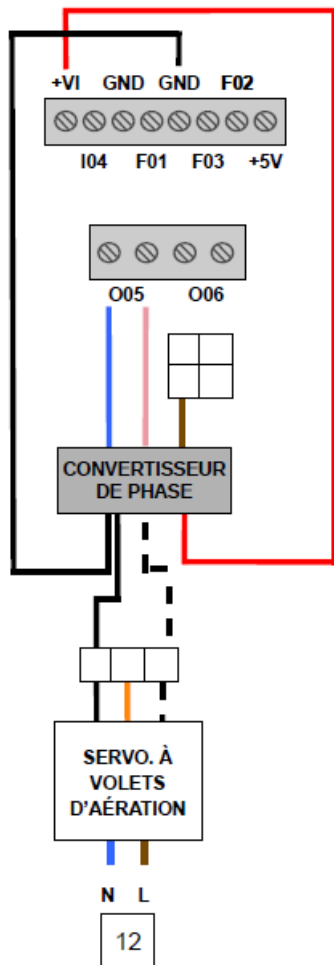 +VI GND GND F02
I04 F01 F03 +5V
O05 O06
CONVERTISSEUR
DE PHASE
SERVO. À
VOLETS
D'AÉRATION
N L
12